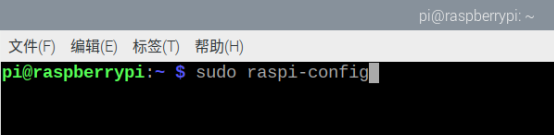 pi@raspberrypi: ~
文件(F) 编辑(E) 标签(T) 帮助(H)
pi@raspberrypi:~ $ sudo raspi-config